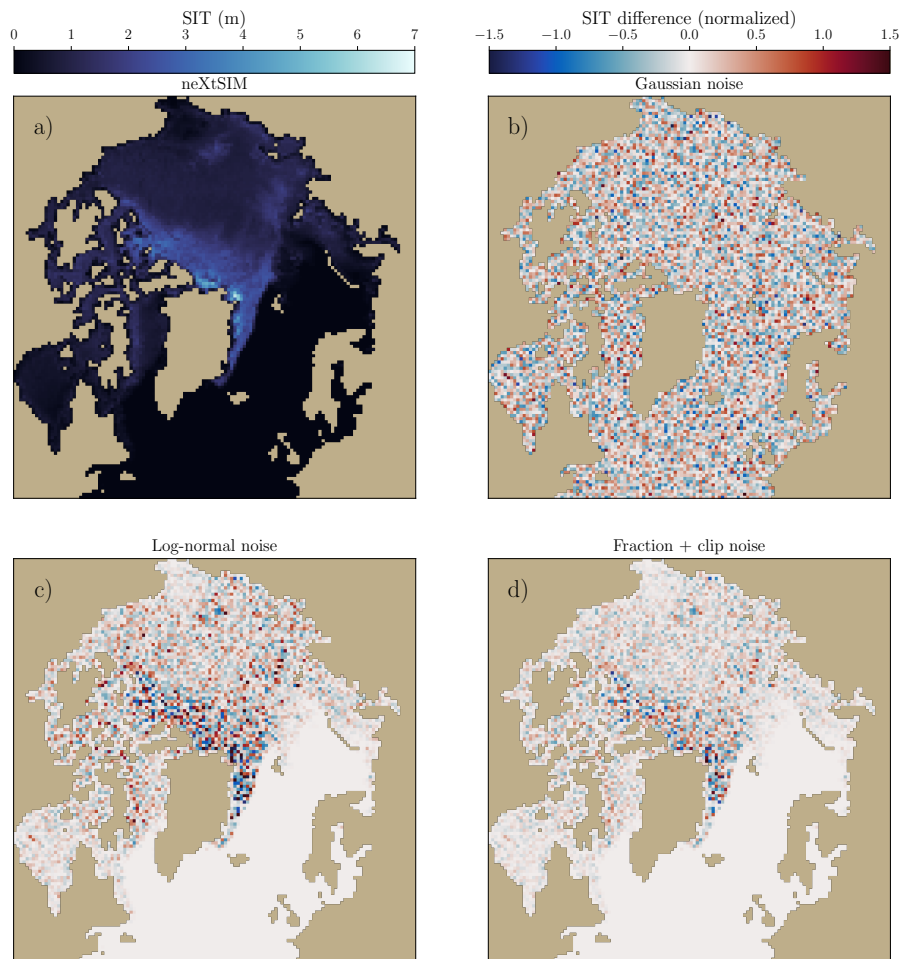 SIT (m)
0 1 2 3 4 5 6 7
neXtSIM
a)
SIT difference (normalized)
−1.5 −1.0 −0.5 0.0 0.5 1.0 1.5
Gaussian noise
b)
Log-normal noise
c)
Fraction + clip noise
d)